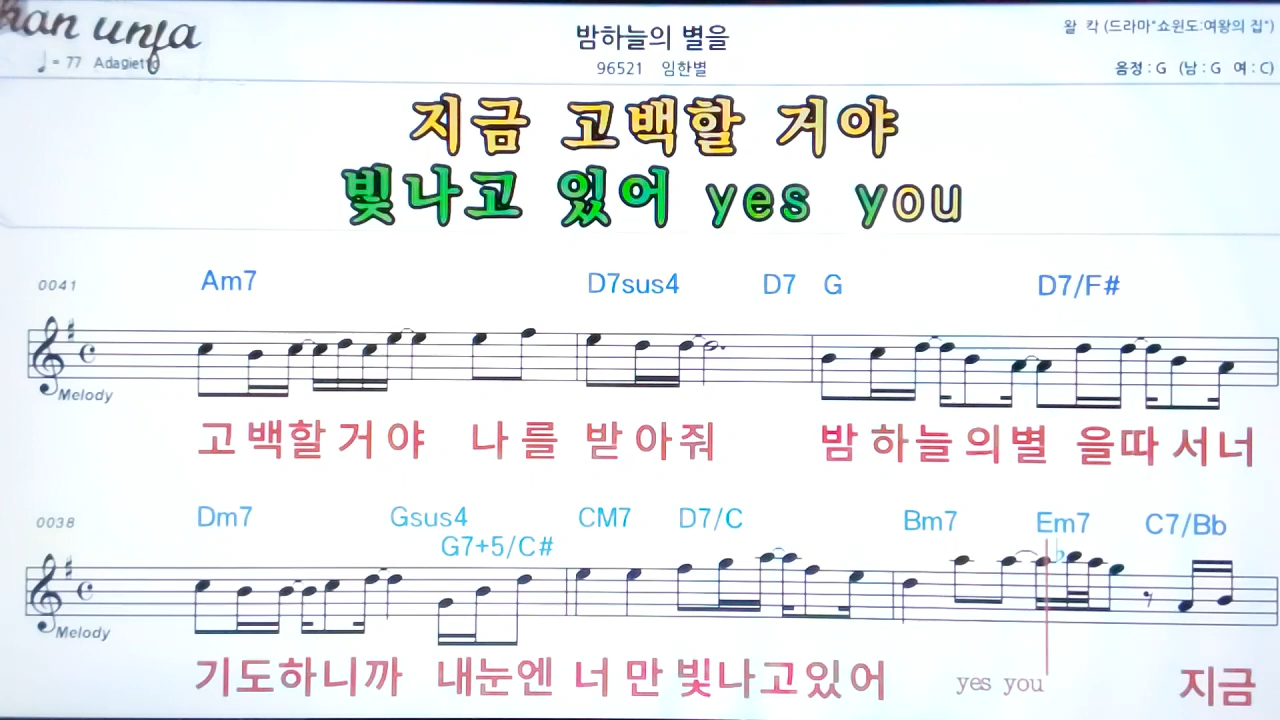 han unfa
밤하늘의 별을
왈 칵 (드라마"쇼윈도:여왕의 집")
♩= 77 Adagietto
96521 임한별
음정 : G (남 : G 여 : C)
지금 고백할 거야
빛나고 있어 yes you
0041 Am7 D7sus4 D7 G D7/F#
Melody
고백할거야 나를 받아줘 밤하늘의별 을따 서너
0038 Dm7 Gsus4 CM7 D7/C Bm7 Em7 C7/Bb
G7+5/C#
Melody
기도하니까 내눈엔 너만 빛나고있어 yes you 지금